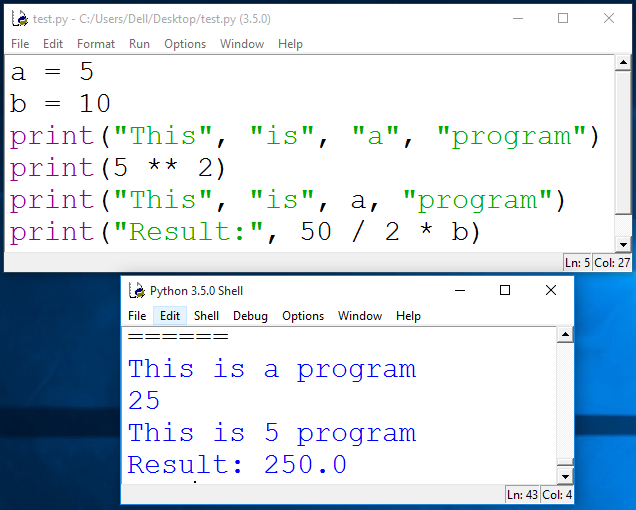 test.py - C:/Users/Dell/Desktop/test.py (3.5.0)
File Edit Format Run Options Window Help
a = 5
b = 10
print("This", "is", "a", "program")
print(5 ** 2)
print("This", "is", a, "program")
print("Result:", 50 / 2 * b)
Ln: 5 Col: 27
Python 3.5.0 Shell
File Edit Shell Debug Options Window Help
======
This is a program
25
This is 5 program
Result: 250.0
Ln: 43 Col: 4